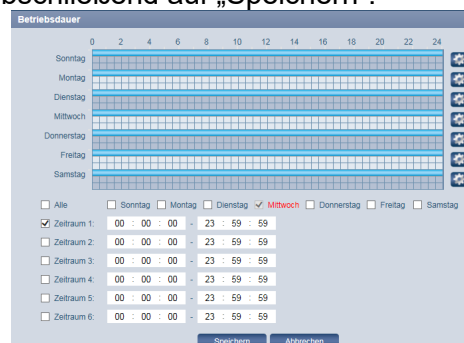 bschließend auf „Speichern“.
Betriebsdauer
0 2 4 6 8 10 12 14 16 18 20 22 24
Sonntag
Montag
Dienstag
Mittwoch
Donnerstag
Freitag
Samstag
Alle Sonntag Montag Dienstag Mittwoch Donnerstag Freitag Samstag
Zeitraum 1: 00 : 00 : 00 - 23 : 59 : 59
Zeitraum 2: 00 : 00 : 00 - 23 : 59 : 59
Zeitraum 3: 00 : 00 : 00 - 23 : 59 : 59
Zeitraum 4: 00 : 00 : 00 - 23 : 59 : 59
Zeitraum 5: 00 : 00 : 00 - 23 : 59 : 59
Zeitraum 6: 00 : 00 : 00 - 23 : 59 : 59
Speichern Abbrechen